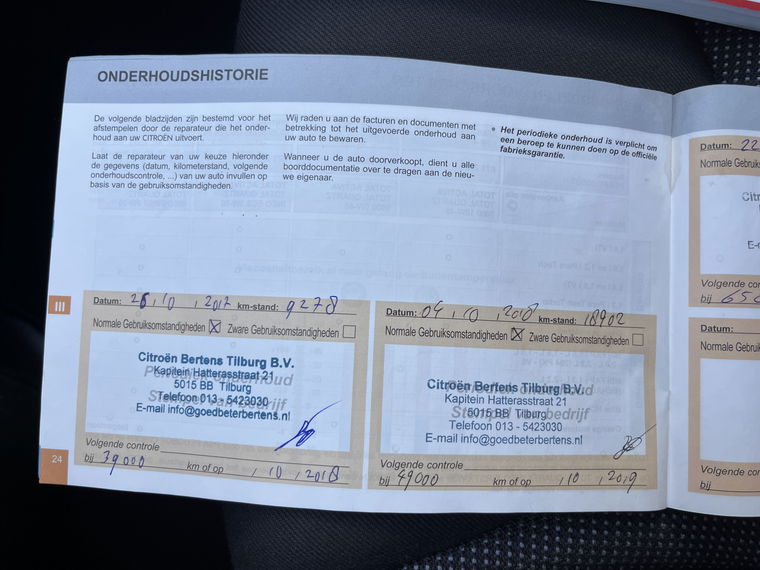 ONDERHOUDSHISTORIE
De volgende bladzijden zijn bestemd voor het
afstempelen door de reparateur die het onder-
houd aan uw CITROËN uitvoert.
Laat de reparateur van uw keuze hieronder
de gegevens (datum, kilometerstand, volgende
onderhoudscontrole, ...) van uw auto invullen op
basis van de gebruiksomstandigheden.
Wij raden u aan de facturen en documenten met
betrekking tot het uitgevoerde onderhoud aan
uw auto te bewaren.
Wanneer u de auto doorverkoopt, dient u alle
boorddocumentatie over te dragen aan de nieu-
we eigenaar.
• Het periodieke onderhoud is verplicht om
een beroep te kunnen doen op de officiële
fabrieksgarantie.
III
Datum: 26, 10, 2017 km-stand: 9278
Normale Gebruiksomstandigheden ☒ Zware Gebruiksomstandigheden ☐
Citroën Bertens Tilburg B.V.
Kapitein Hatterasstraat 21
5015 BB Tilburg
Telefoon 013 - 5423030
E-mail info@goedbeterbertens.nl
Volgende controle
bij 39000 km of op , 10 , 2018
24
Datum: 04, 10, 2018 km-stand: 18902
Normale Gebruiksomstandigheden ☒ Zware Gebruiksomstandigheden ☐
Citroën Bertens Tilburg B.V.
Kapitein Hatterasstraat 21
5015 BB Tilburg
Telefoon 013 - 5423030
E-mail info@goedbeterbertens.nl
Volgende controle
bij 49000 km of op , 10 , 2019
Datum: 22
Normale Gebruiks
Citr
E-
Volgende con
bij 650
Datum:
Normale Gebruik
Volgende con
bij